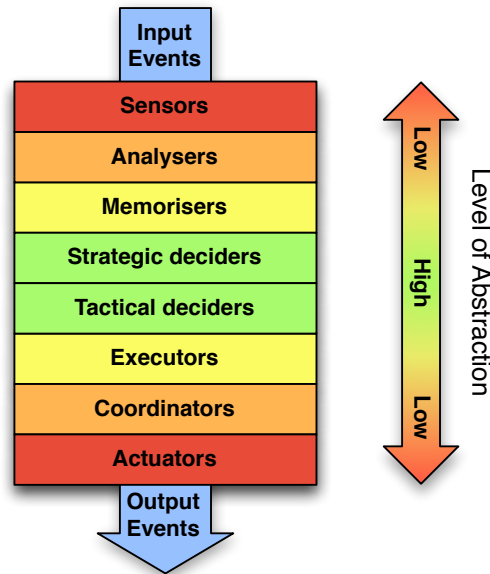 Input
Events
Sensors
Analysers
Memorisers
Strategic deciders
Tactical deciders
Executors
Coordinators
Actuators
Output
Events
Low
High
Low
Level of Abstraction